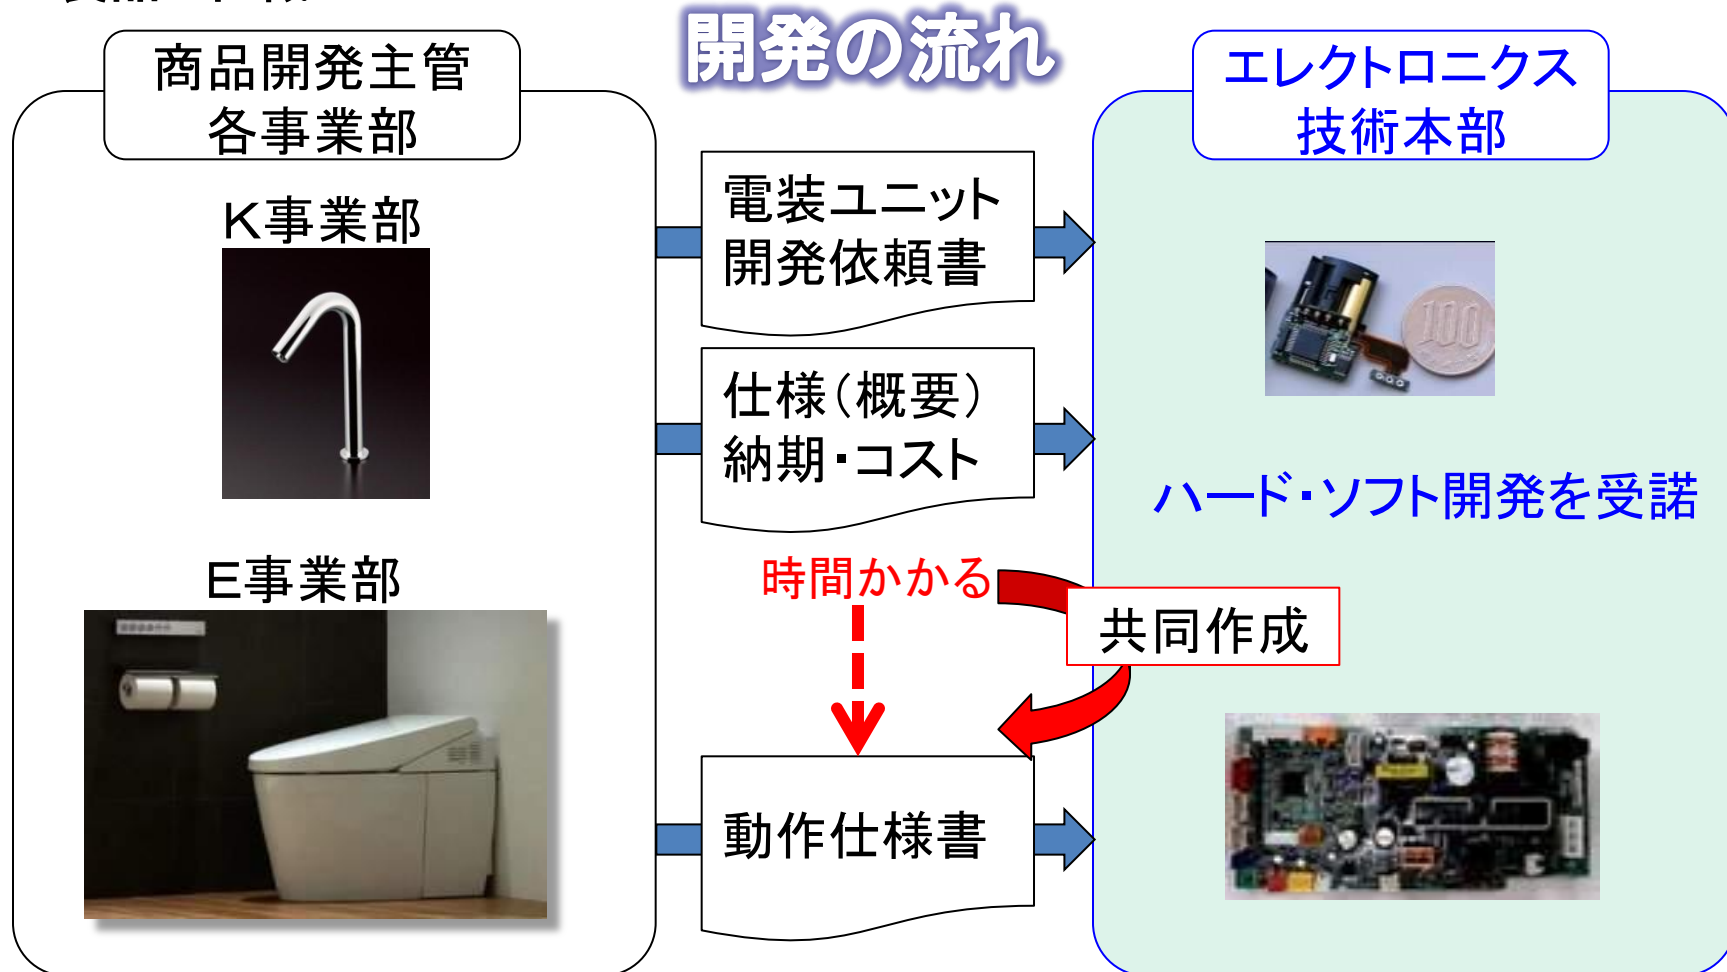 開発の流れ
商品開発主管
各事業部
K事業部
E事業部
電装ユニット
開発依頼書
仕様(概要)
納期・コスト
時間かかる
共同作成
動作仕様書
エレクトロニクス
技術本部
100
ハード・ソフト開発を受諾